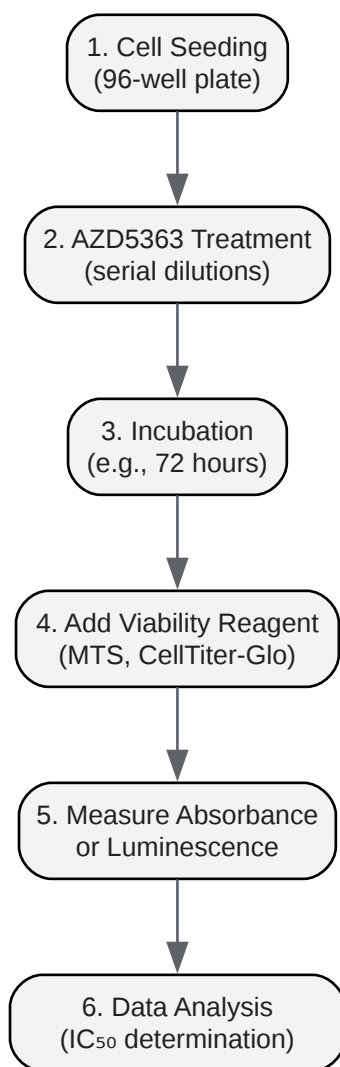 1. Cell Seeding
(96-well plate)
2. AZD5363 Treatment
(serial dilutions)
3. Incubation
(e.g., 72 hours)
4. Add Viability Reagent
(MTS, CellTiter-Glo)
5. Measure Absorbance
or Luminescence
6. Data Analysis
(IC₅₀ determination)